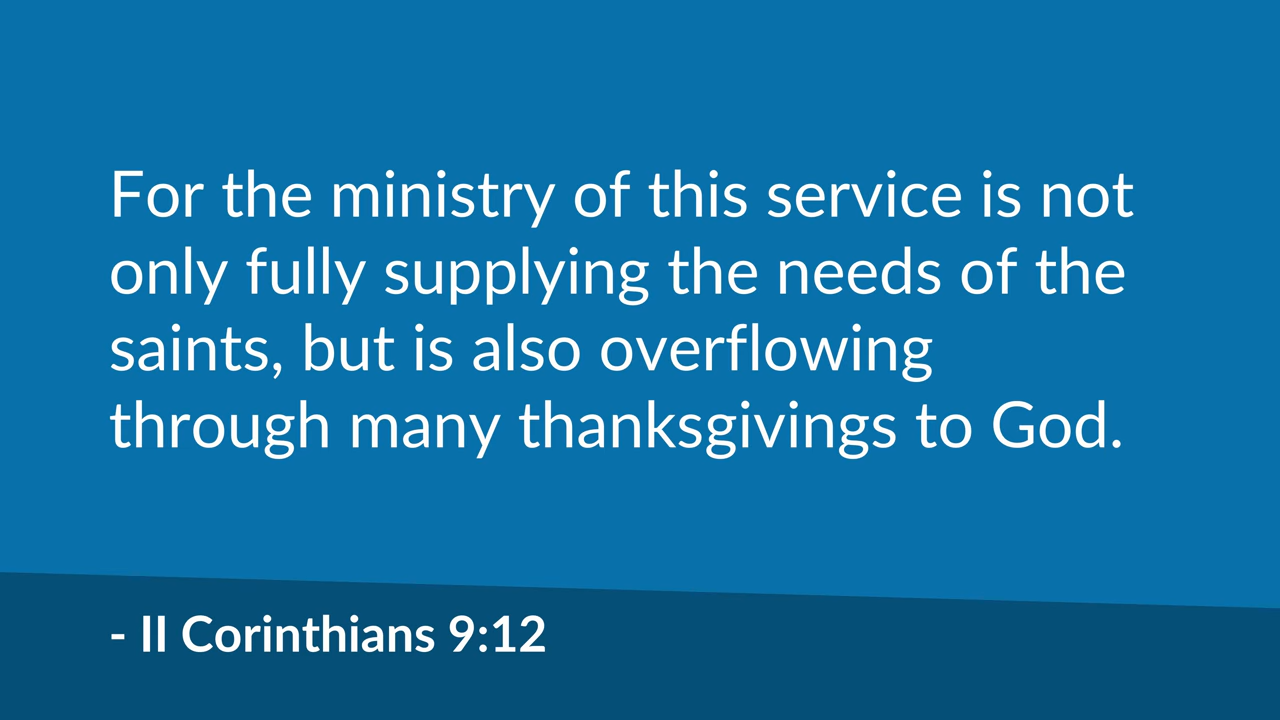 For the ministry of this service is not
only fully supplying the needs of the
saints, but is also overflowing
through many thanksgivings to God.
- II Corinthians 9:12